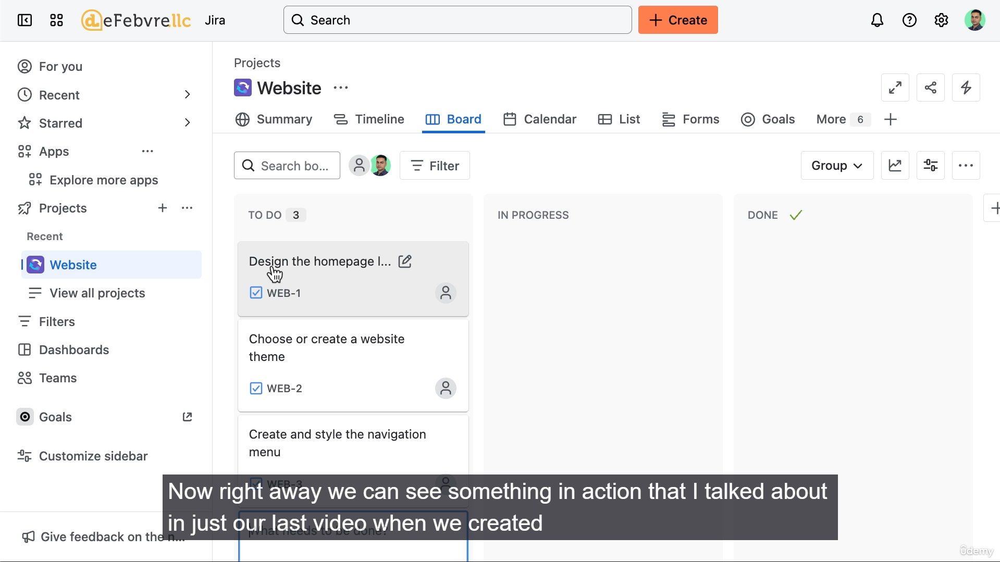 deFebvre.llc Jira Search + Create
For you
Recent
Starred
Apps
Explore more apps
Projects
Recent
Website
View all projects
Filters
Dashboards
Teams
Goals
Customize sidebar
Give feedback on the n...
Projects
Website
Summary Timeline Board Calendar List Forms Goals More 6
Search bo... Filter Group
TO DO 3
Design the homepage l...
WEB-1
Choose or create a website
theme
WEB-2
Create and style the navigation
menu
WEB-3
What needs to be done?
IN PROGRESS
DONE
Now right away we can see something in action that I talked about
in just our last video when we created
ûdemy